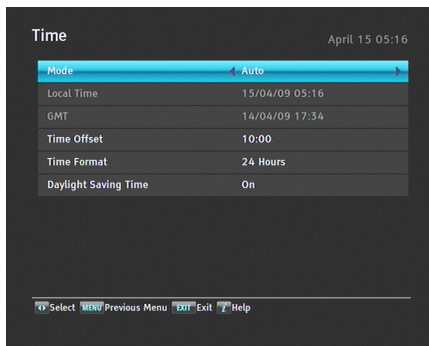 Time
April 15 05:16
Mode Auto
Local Time 15/04/09 05:16
GMT 14/04/09 17:34
Time Offset 10:00
Time Format 24 Hours
Daylight Saving Time On
Select MENU Previous Menu EXIT Exit i Help